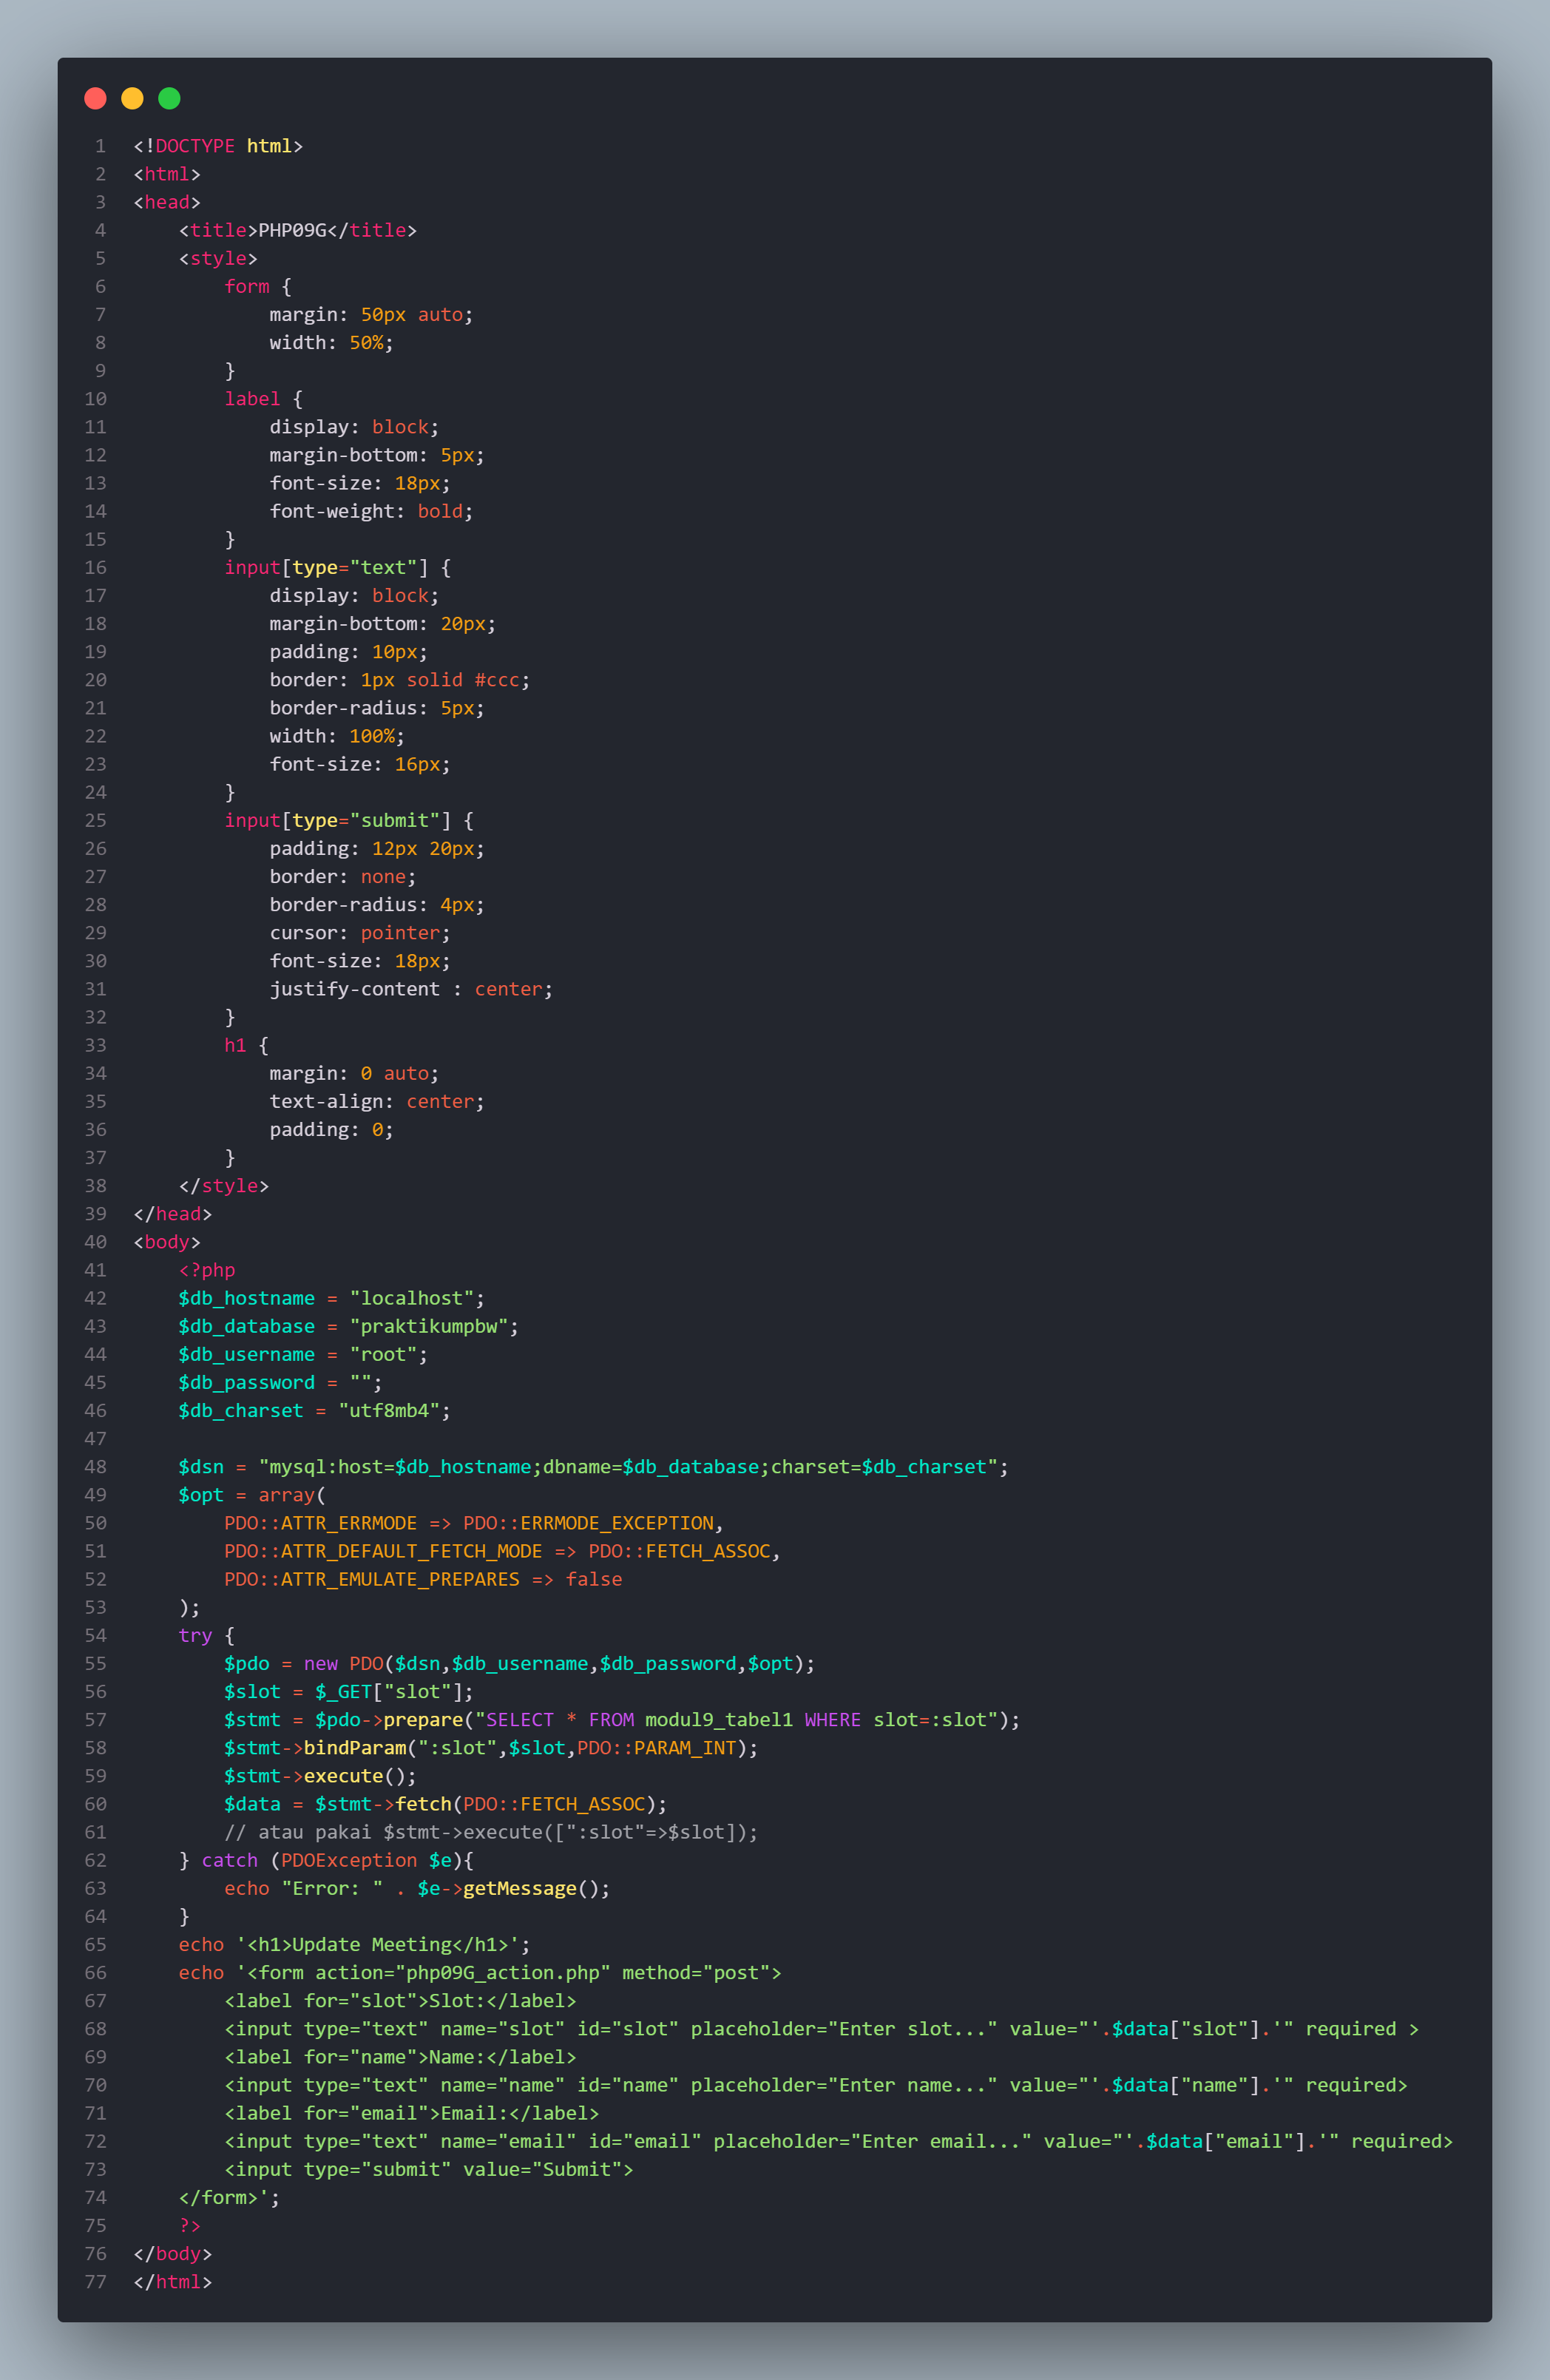 1 <!DOCTYPE html>
2 <html>
3 <head>
4     <title>PHP09G</title>
5     <style>
6         form {
7             margin: 50px auto;
8             width: 50%;
9         }
10         label {
11             display: block;
12             margin-bottom: 5px;
13             font-size: 18px;
14             font-weight: bold;
15         }
16         input[type="text"] {
17             display: block;
18             margin-bottom: 20px;
19             padding: 10px;
20             border: 1px solid #ccc;
21             border-radius: 5px;
22             width: 100%;
23             font-size: 16px;
24         }
25         input[type="submit"] {
26             padding: 12px 20px;
27             border: none;
28             border-radius: 4px;
29             cursor: pointer;
30             font-size: 18px;
31             justify-content : center;
32         }
33         h1 {
34             margin: 0 auto;
35             text-align: center;
36             padding: 0;
37         }
38     </style>
39 </head>
40 <body>
41     <?php
42     $db_hostname = "localhost";
43     $db_database = "praktikumpbw";
44     $db_username = "root";
45     $db_password = "";
46     $db_charset = "utf8mb4";
47
48     $dsn = "mysql:host=$db_hostname;dbname=$db_database;charset=$db_charset";
49     $opt = array(
50         PDO::ATTR_ERRMODE => PDO::ERRMODE_EXCEPTION,
51         PDO::ATTR_DEFAULT_FETCH_MODE => PDO::FETCH_ASSOC,
52         PDO::ATTR_EMULATE_PREPARES => false
53     );
54     try {
55         $pdo = new PDO($dsn,$db_username,$db_password,$opt);
56         $slot = $_GET["slot"];
57         $stmt = $pdo->prepare("SELECT * FROM modul9_tabel1 WHERE slot=:slot");
58         $stmt->bindParam(":slot",$slot,PDO::PARAM_INT);
59         $stmt->execute();
60         $data = $stmt->fetch(PDO::FETCH_ASSOC);
61         // atau pakai $stmt->execute([":slot"=>$slot]);
62     } catch (PDOException $e){
63         echo "Error: " . $e->getMessage();
64     }
65     echo '<h1>Update Meeting</h1>';
66     echo '<form action="php09G_action.php" method="post">
67         <label for="slot">Slot:</label>
68         <input type="text" name="slot" id="slot" placeholder="Enter slot..." value="'.$data["slot"].'" required >
69         <label for="name">Name:</label>
70         <input type="text" name="name" id="name" placeholder="Enter name..." value="'.$data["name"].'" required>
71         <label for="email">Email:</label>
72         <input type="text" name="email" id="email" placeholder="Enter email..." value="'.$data["email"].'" required>
73         <input type="submit" value="Submit">
74     </form>';
75     ?>
76 </body>
77 </html>